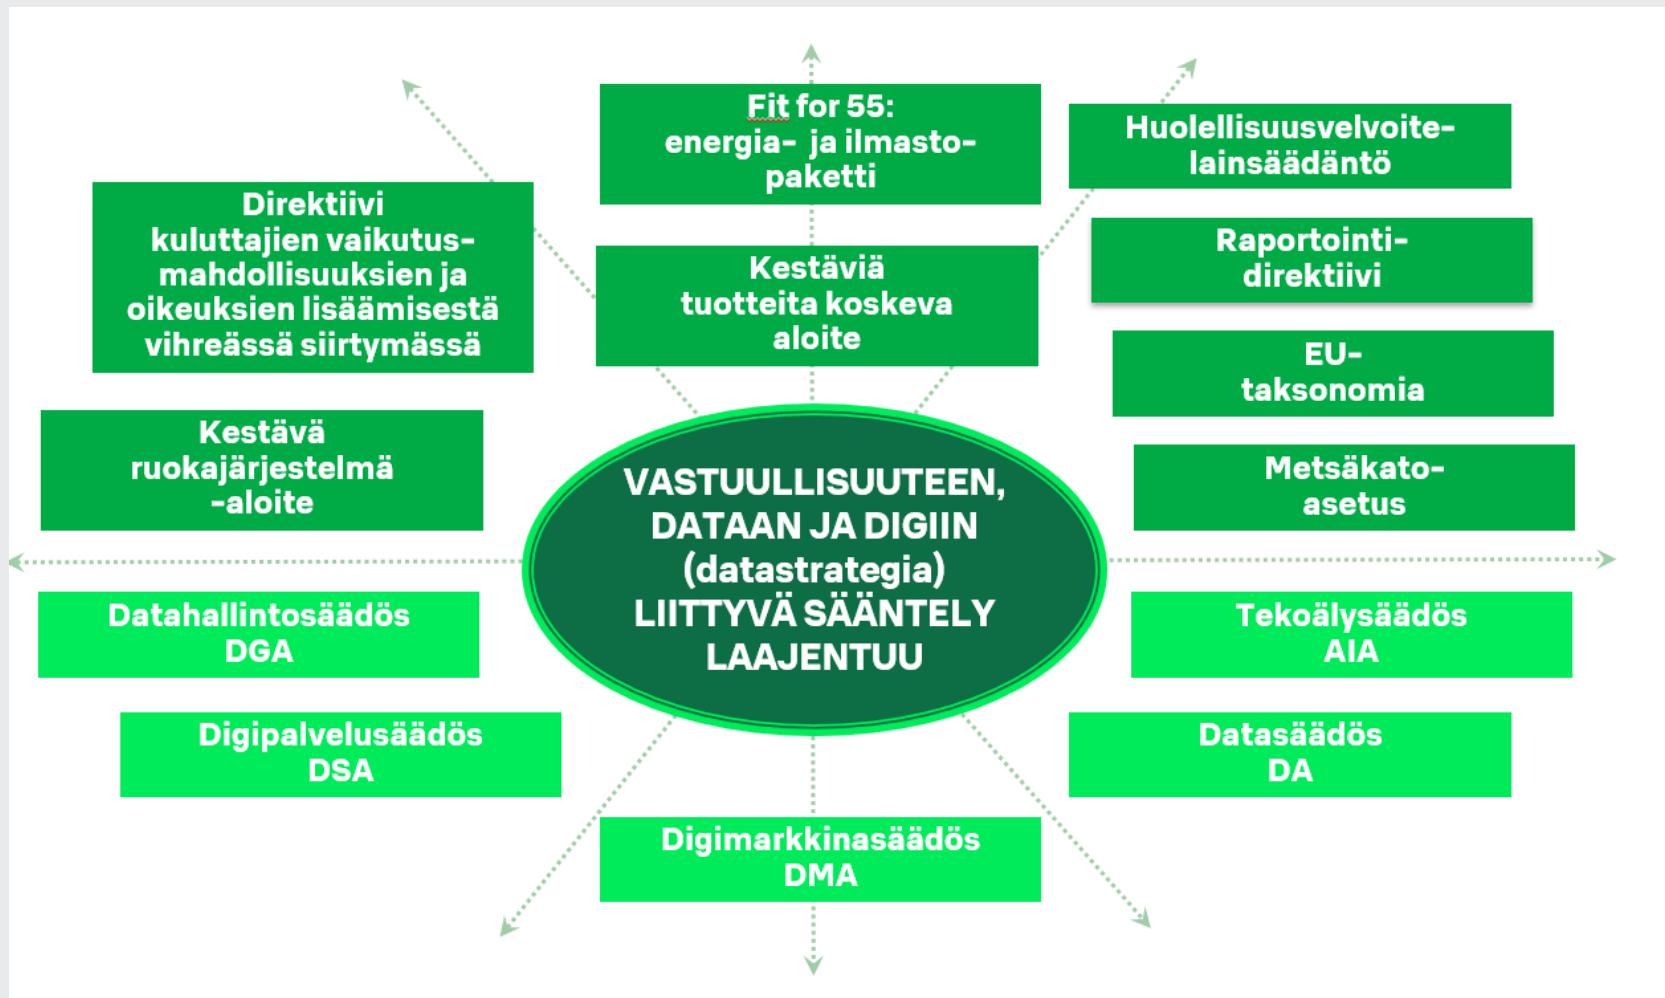 Fit for 55:
energia- ja ilmasto-
paketti
Huolellisuusvelvoite-
lainsäädäntö
Direktiivi
kuluttajien vaikutus-
mahdollisuuksien ja
oikeuksien lisäämisestä
vihreässä siirtymässä
Kestäviä
tuotteita koskeva
aloite
Raportointi-
direktiivi
EU-
taksonomia
Kestävä
ruokajärjestelmä
-aloite
Metsäkato-
asetus
VASTUULLISUUTEEN,
DATAAN JA DIGIIN
(datastrategia)
LIITTYVÄ SÄÄNTELY
LAAJENTUU
Datahallintosäädös
DGA
Tekoälysäädös
AIA
Digipalvelusäädös
DSA
Datasäädös
DA
Digimarkkinasäädös
DMA